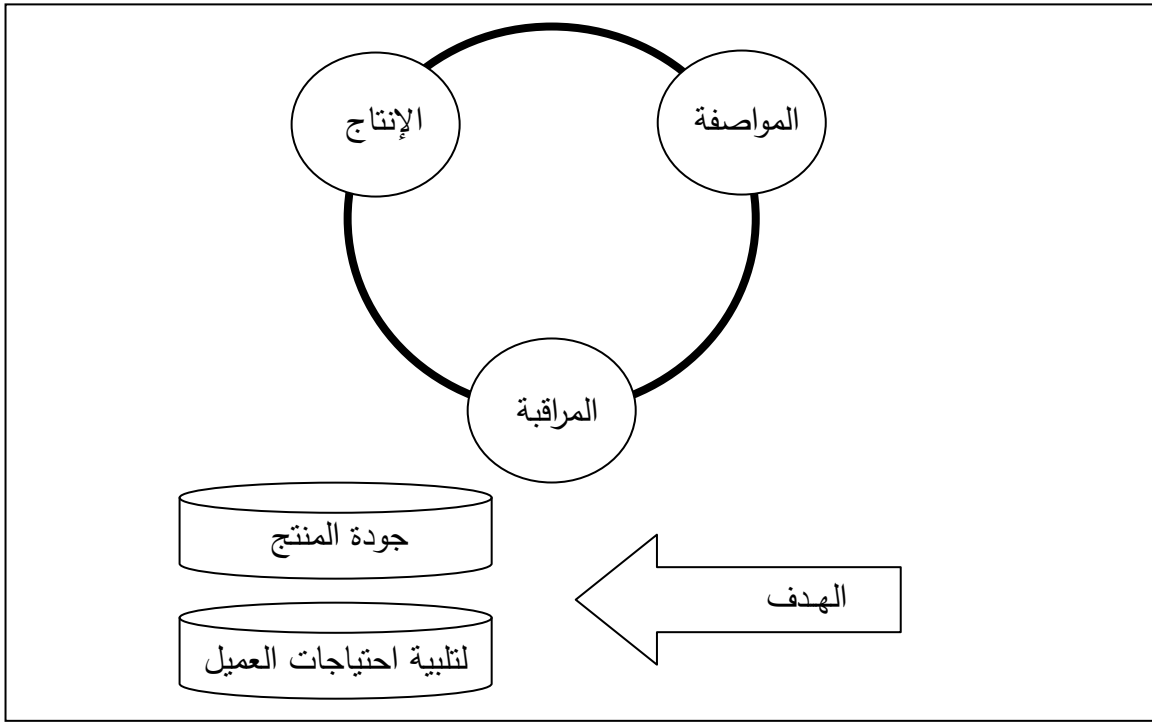 المواصفة
الإنتاج
المراقبة
جودة المنتج
الهدف
لتلبية احتياجات العميل